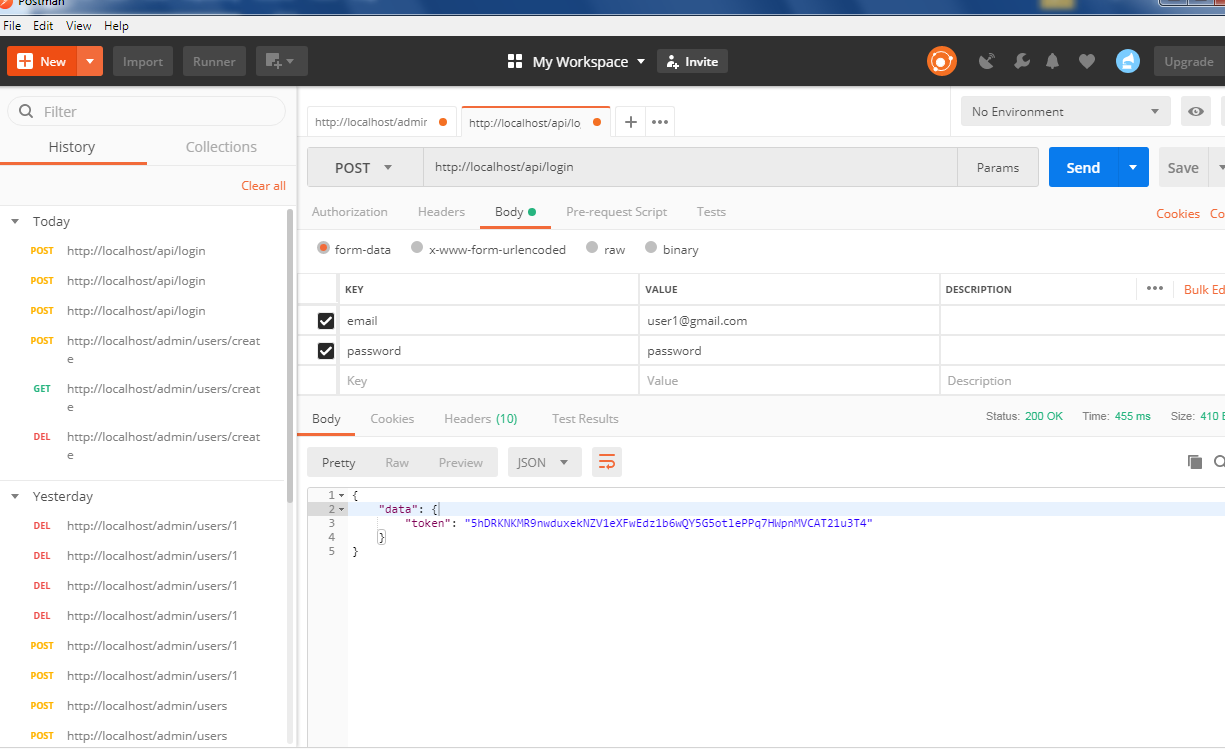 Postman
File Edit View Help
New Import Runner My Workspace Invite Upgrade
Filter
History Collections
Clear all
Today
POST http://localhost/api/login
POST http://localhost/api/login
POST http://localhost/api/login
POST http://localhost/admin/users/creat
e
GET http://localhost/admin/users/creat
e
DEL http://localhost/admin/users/creat
e
Yesterday
DEL http://localhost/admin/users/1
DEL http://localhost/admin/users/1
DEL http://localhost/admin/users/1
DEL http://localhost/admin/users/1
POST http://localhost/admin/users/1
POST http://localhost/admin/users/1
POST http://localhost/admin/users
POST http://localhost/admin/users
http://localhost/admin http://localhost/api/lo No Environment
POST http://localhost/api/login Params Send Save
Authorization Headers Body Pre-request Script Tests Cookies Co
form-data x-www-form-urlencoded raw binary
KEY VALUE DESCRIPTION Bulk Ed
email user1@gmail.com
password password
Key Value Description
Body Cookies Headers (10) Test Results Status: 200 OK Time: 455 ms Size: 410 B
Pretty Raw Preview JSON
1 {
2 "data": {
3 "token": "5hDRKNKMR9nwduxekNZV1eXFwEdz1b6wQY5G5otlePPq7HWpnMVCAT21u3T4"
4 }
5 }